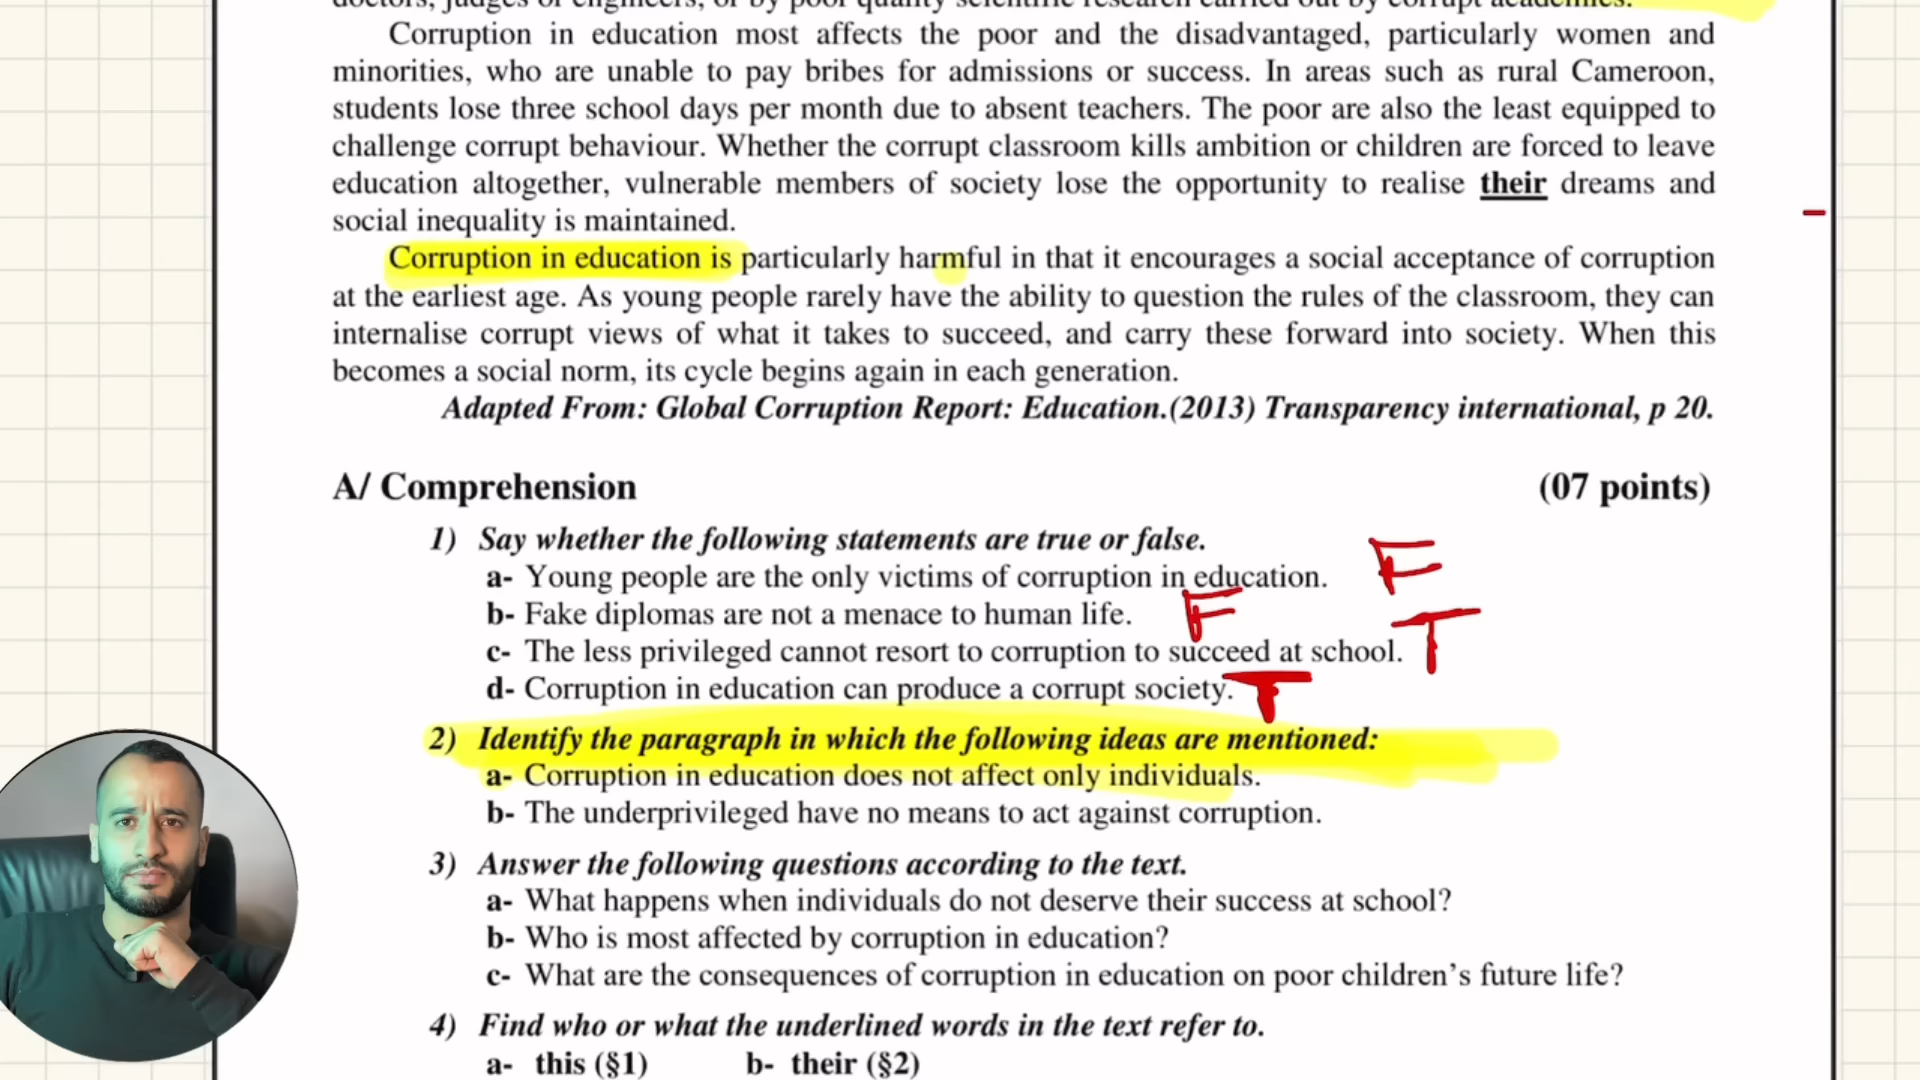 doctors, judges or engineers, or by poor quality scientific research carried out by corrupt academics.
Corruption in education most affects the poor and the disadvantaged, particularly women and
minorities, who are unable to pay bribes for admissions or success. In areas such as rural Cameroon,
students lose three school days per month due to absent teachers. The poor are also the least equipped to
challenge corrupt behaviour. Whether the corrupt classroom kills ambition or children are forced to leave
education altogether, vulnerable members of society lose the opportunity to realise their dreams and
social inequality is maintained.
Corruption in education is particularly harmful in that it encourages a social acceptance of corruption
at the earliest age. As young people rarely have the ability to question the rules of the classroom, they can
internalise corrupt views of what it takes to succeed, and carry these forward into society. When this
becomes a social norm, its cycle begins again in each generation.
Adapted From: Global Corruption Report: Education.(2013) Transparency international, p 20.
A/ Comprehension (07 points)
1) Say whether the following statements are true or false.
a- Young people are the only victims of corruption in education. F
b- Fake diplomas are not a menace to human life. F
c- The less privileged cannot resort to corruption to succeed at school. T
d- Corruption in education can produce a corrupt society. T
2) Identify the paragraph in which the following ideas are mentioned:
a- Corruption in education does not affect only individuals.
b- The underprivileged have no means to act against corruption.
3) Answer the following questions according to the text.
a- What happens when individuals do not deserve their success at school?
b- Who is most affected by corruption in education?
c- What are the consequences of corruption in education on poor children's future life?
4) Find who or what the underlined words in the text refer to.
a- this (§1) b- their (§2)